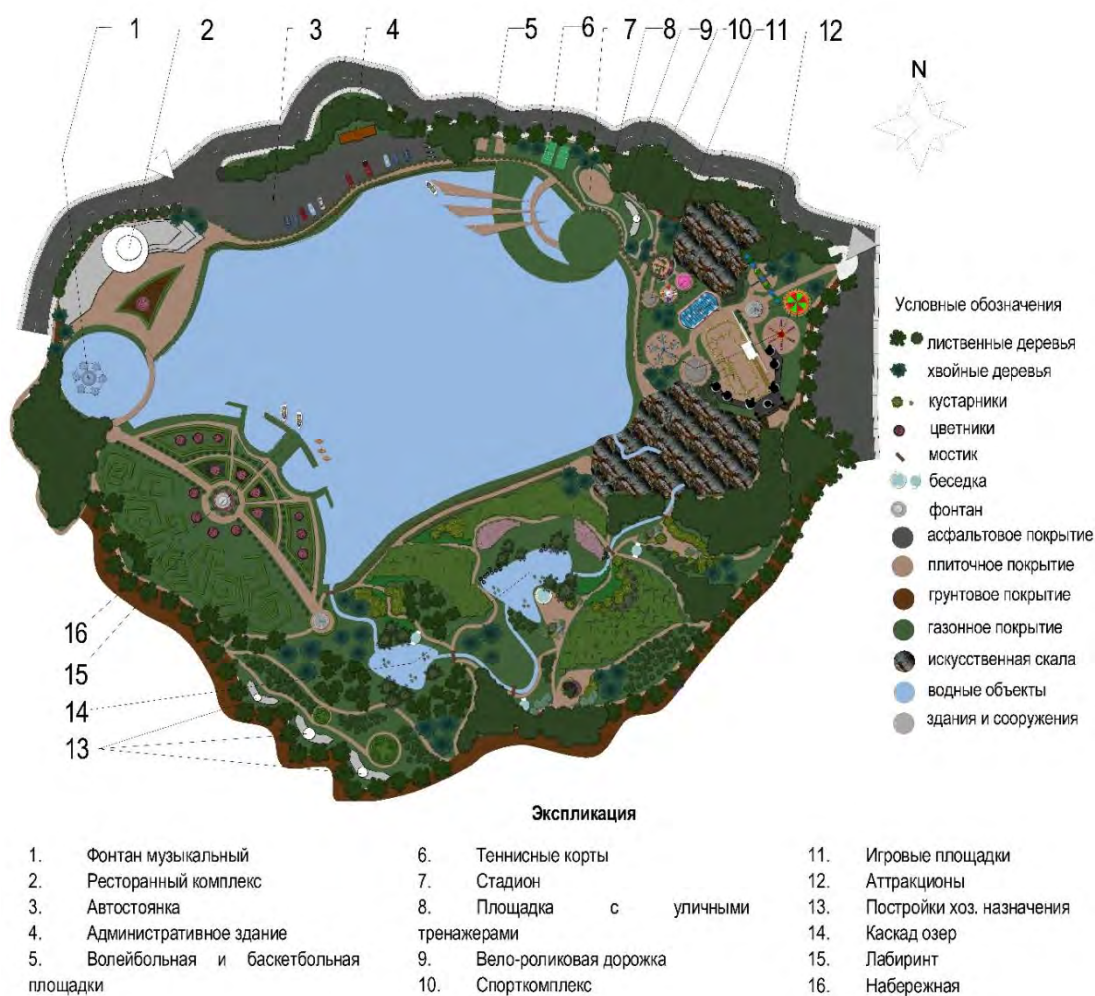 1 2 3 4 5 6 7 8 9 10 11 12
N
Условные обозначения
лиственные деревья
хвойные деревья
кустарники
цветники
мостик
беседка
фонтан
асфальтовое покрытие
плиточное покрытие
грунтовое покрытие
газонное покрытие
искусственная скала
водные объекты
здания и сооружения
16
15
14
13
Экспликация
1. Фонтан музыкальный
2. Ресторанный комплекс
3. Автостоянка
4. Административное здание
5. Волейбольная и баскетбольная
площадки
6. Теннисные корты
7. Стадион
8. Площадка с уличными
тренажерами
9. Вело-роликовая дорожка
10. Спорткомплекс
11. Игровые площадки
12. Аттракционы
13. Постройки хоз. назначения
14. Каскад озер
15. Лабиринт
16. Набережная